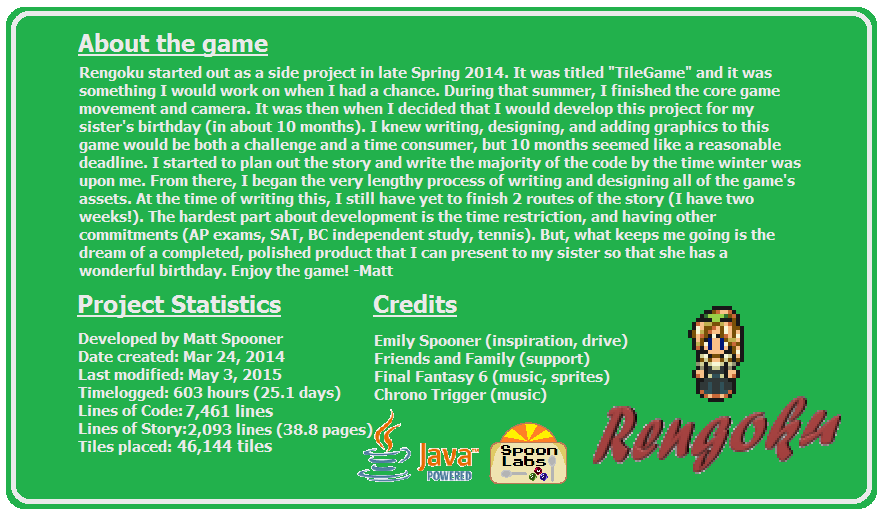 About the game
Rengoku started out as a side project in late Spring 2014. It was titled "TileGame" and it was
something I would work on when I had a chance. During that summer, I finished the core game
movement and camera. It was then when I decided that I would develop this project for my
sister's birthday (in about 10 months). I knew writing, designing, and adding graphics to this
game would be both a challenge and a time consumer, but 10 months seemed like a reasonable
deadline. I started to plan out the story and write the majority of the code by the time winter was
upon me. From there, I began the very lengthy process of writing and designing all of the game's
assets. At the time of writing this, I still have yet to finish 2 routes of the story (I have two
weeks!). The hardest part about development is the time restriction, and having other
commitments (AP exams, SAT, BC independent study, tennis). But, what keeps me going is the
dream of a completed, polished product that I can present to my sister so that she has a
wonderful birthday. Enjoy the game! -Matt
Project Statistics
Developed by Matt Spooner
Date created: Mar 24, 2014
Last modified: May 3, 2015
Timelogged: 603 hours (25.1 days)
Lines of Code: 7,461 lines
Lines of Story: 2,093 lines (38.8 pages)
Tiles placed: 46,144 tiles
Credits
Emily Spooner (inspiration, drive)
Friends and Family (support)
Final Fantasy 6 (music, sprites)
Chrono Trigger (music)
Java™
POWERED
Spoon
Labs
Rengoku